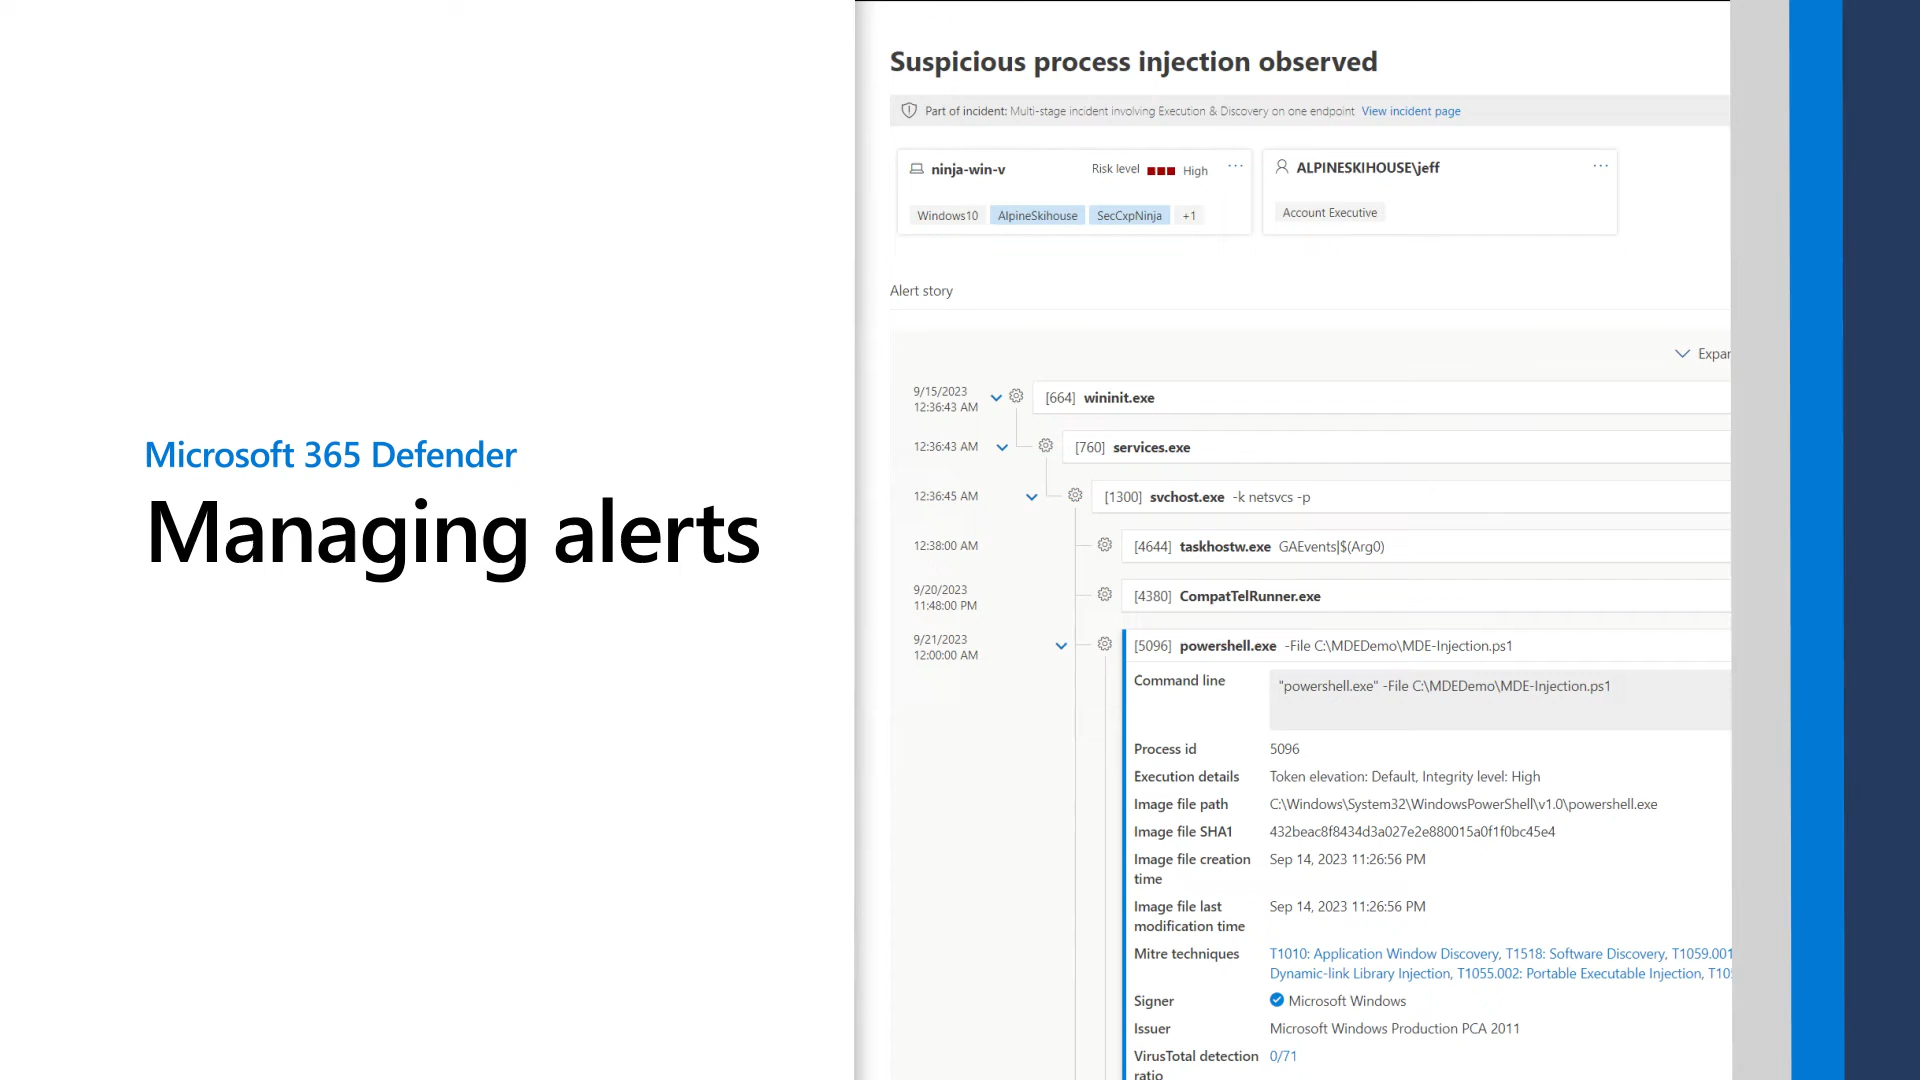 Microsoft 365 Defender
Managing alerts
Suspicious process injection observed
Part of incident: Multi-stage incident involving Execution & Discovery on one endpoint View incident page
ninja-win-v Risk level High ...
Windows10 AlpineSkihouse SecCxpNinja +1
ALPINESKIHOUSE\jeff ...
Account Executive
Alert story
Expar
9/15/2023
12:36:43 AM
[664] wininit.exe
12:36:43 AM [760] services.exe
12:36:45 AM [1300] svchost.exe -k netsvcs -p
12:38:00 AM [4644] taskhostw.exe GAEvents|$(Arg0)
9/20/2023
11:48:00 PM
[4380] CompatTelRunner.exe
9/21/2023
12:00:00 AM
[5096] powershell.exe -File C:\MDEDemo\MDE-Injection.ps1
Command line "powershell.exe" -File C:\MDEDemo\MDE-Injection.ps1
Process id 5096
Execution details Token elevation: Default, Integrity level: High
Image file path C:\Windows\System32\WindowsPowerShell\v1.0\powershell.exe
Image file SHA1 432beac8f8434d3a027e2e880015a0f1f0bc45e4
Image file creation
time
Sep 14, 2023 11:26:56 PM
Image file last
modification time
Sep 14, 2023 11:26:56 PM
Mitre techniques T1010: Application Window Discovery, T1518: Software Discovery, T1059.001
Dynamic-link Library Injection, T1055.002: Portable Executable Injection, T10
Signer Microsoft Windows
Issuer Microsoft Windows Production PCA 2011
VirusTotal detection 0/71
ratio